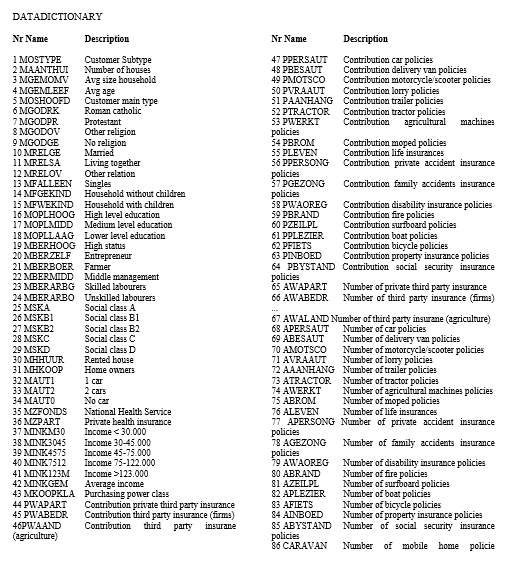 DATADICTIONARY
Nr Name Description
1 MOSTYPE Customer Subtype
2 MAANTHUI Number of houses
3 MGEMOMV Avg size household
4 MGEMLEEF Avg age
5 MOSHOOFD Customer main type
6 MGODRK Roman catholic
7 MGODPR Protestant
8 MGODOV Other religion
9 MGODGE No religion
10 MRELGE Married
11 MRELSA Living together
12 MRELOV Other relation
13 MFALLEEN Singles
14 MFGEKIND Household without children
15 MFWEKIND Household with children
16 MOPLHOOG High level education
17 MOPLMIDD Medium level education
18 MOPLLAAG Lower level education
19 MBERHOOG High status
20 MBERZELF Entrepreneur
21 MBERBOER Farmer
22 MBERMIDD Middle management
23 MBERARBG Skilled labourers
24 MBERARBO Unskilled labourers
25 MSKA Social class A
26 MSKB1 Social class B1
27 MSKB2 Social class B2
28 MSKC Social class C
29 MSKD Social class D
30 MHHUUR Rented house
31 MHKOOP Home owners
32 MAUT1 1 car
33 MAUT2 2 cars
34 MAUT0 No car
35 MZFONDS National Health Service
36 MZPART Private health insurance
37 MINKM30 Income < 30.000
38 MINK3045 Income 30-45.000
39 MINK4575 Income 45-75.000
40 MINK7512 Income 75-122.000
41 MINK123M Income >123.000
42 MINKGEM Average income
43 MKOOPKLA Purchasing power class
44 PWAPART Contribution private third party insurance
45 PWABEDR Contribution third party insurance (firms)
46PWAAND Contribution third party insurane
(agriculture)
Nr Name Description
47 PPERSAUT Contribution car policies
48 PBESAUT Contribution delivery van policies
49 PMOTSCO Contribution motorcycle/scooter policies
50 PVRAAUT Contribution lorry policies
51 PAANHANG Contribution trailer policies
52 PTRACTOR Contribution tractor policies
53 PWERKT Contribution agricultural machines
policies
54 PBROM Contribution moped policies
55 PLEVEN Contribution life insurances
56 PPERSONG Contribution private accident insurance
policies
57 PGEZONG Contribution family accidents insurance
policies
58 PWAOREG Contribution disability insurance policies
59 PBRAND Contribution fire policies
60 PZEILPL Contribution surfboard policies
61 PPLEZIER Contribution boat policies
62 PFIETS Contribution bicycle policies
63 PINBOED Contribution property insurance policies
64 PBYSTAND Contribution social security insurance
policies
65 AWAPART Number of private third party insurance
66 AWABEDR Number of third party insurance (firms)
...
67 AWALAND Number of third party insurane (agriculture)
68 APERSAUT Number of car policies
69 ABESAUT Number of delivery van policies
70 AMOTSCO Number of motorcycle/scooter policies
71 AVRAAUT Number of lorry policies
72 AAANHANG Number of trailer policies
73 ATRACTOR Number of tractor policies
74 AWERKT Number of agricultural machines policies
75 ABROM Number of moped policies
76 ALEVEN Number of life insurances
77 APERSONG Number of private accident insurance
policies
78 AGEZONG Number of family accidents insurance
policies
79 AWAOREG Number of disability insurance policies
80 ABRAND Number of fire policies
81 AZEILPL Number of surfboard policies
82 APLEZIER Number of boat policies
83 AFIETS Number of bicycle policies
84 AINBOED Number of property insurance policies
85 ABYSTAND Number of social security insurance
policies
86 CARAVAN Number of mobile home policie